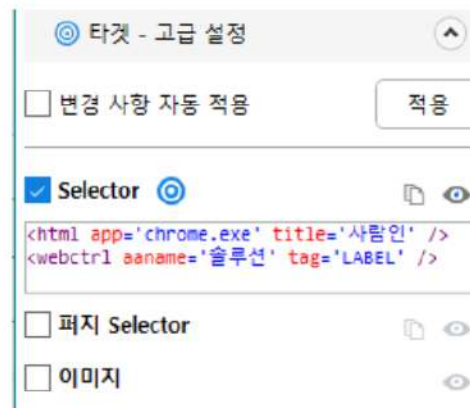 타겟 - 고급 설정
변경 사항 자동 적용 적용
Selector
<html app='chrome.exe' title='사람인' />
<webctrl aaname='솔루션' tag='LABEL' />
퍼지 Selector
이미지